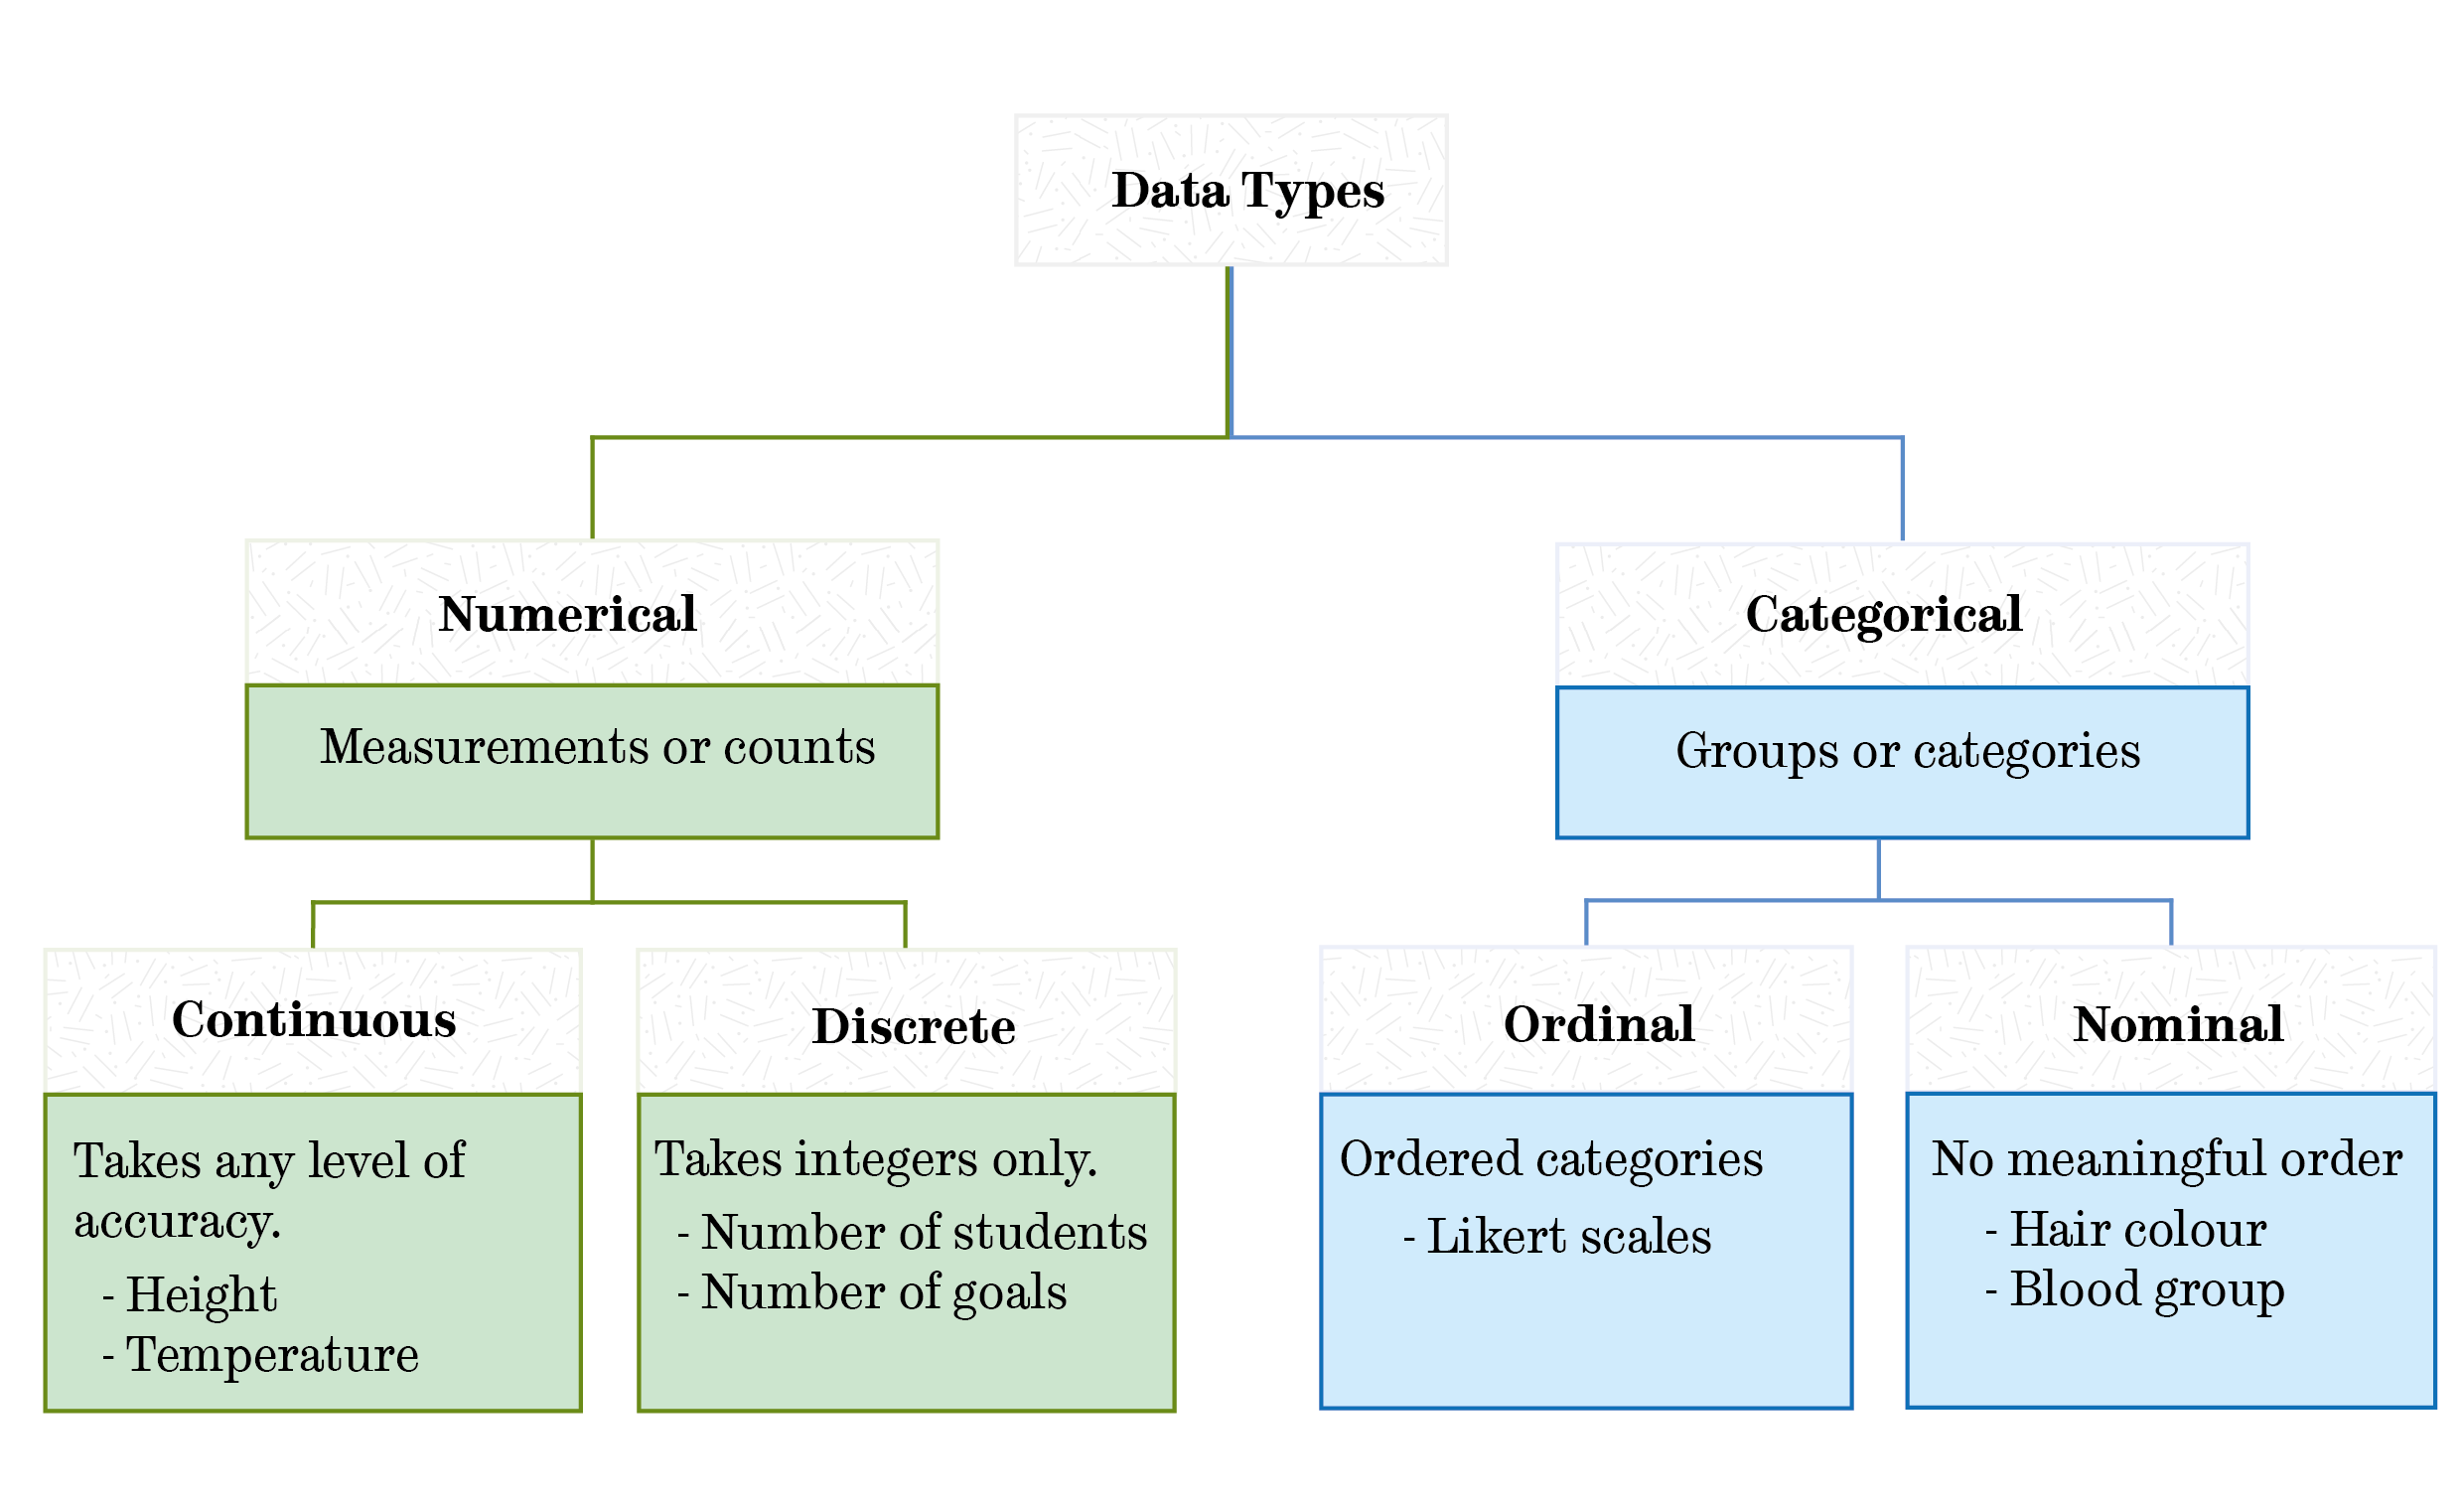 Data Types
Numerical
Measurements or counts
Categorical
Groups or categories
Continuous
Takes any level of
accuracy.
- Height
- Temperature
Discrete
Takes integers only.
- Number of students
- Number of goals
Ordinal
Ordered categories
- Likert scales
Nominal
No meaningful order
- Hair colour
- Blood group